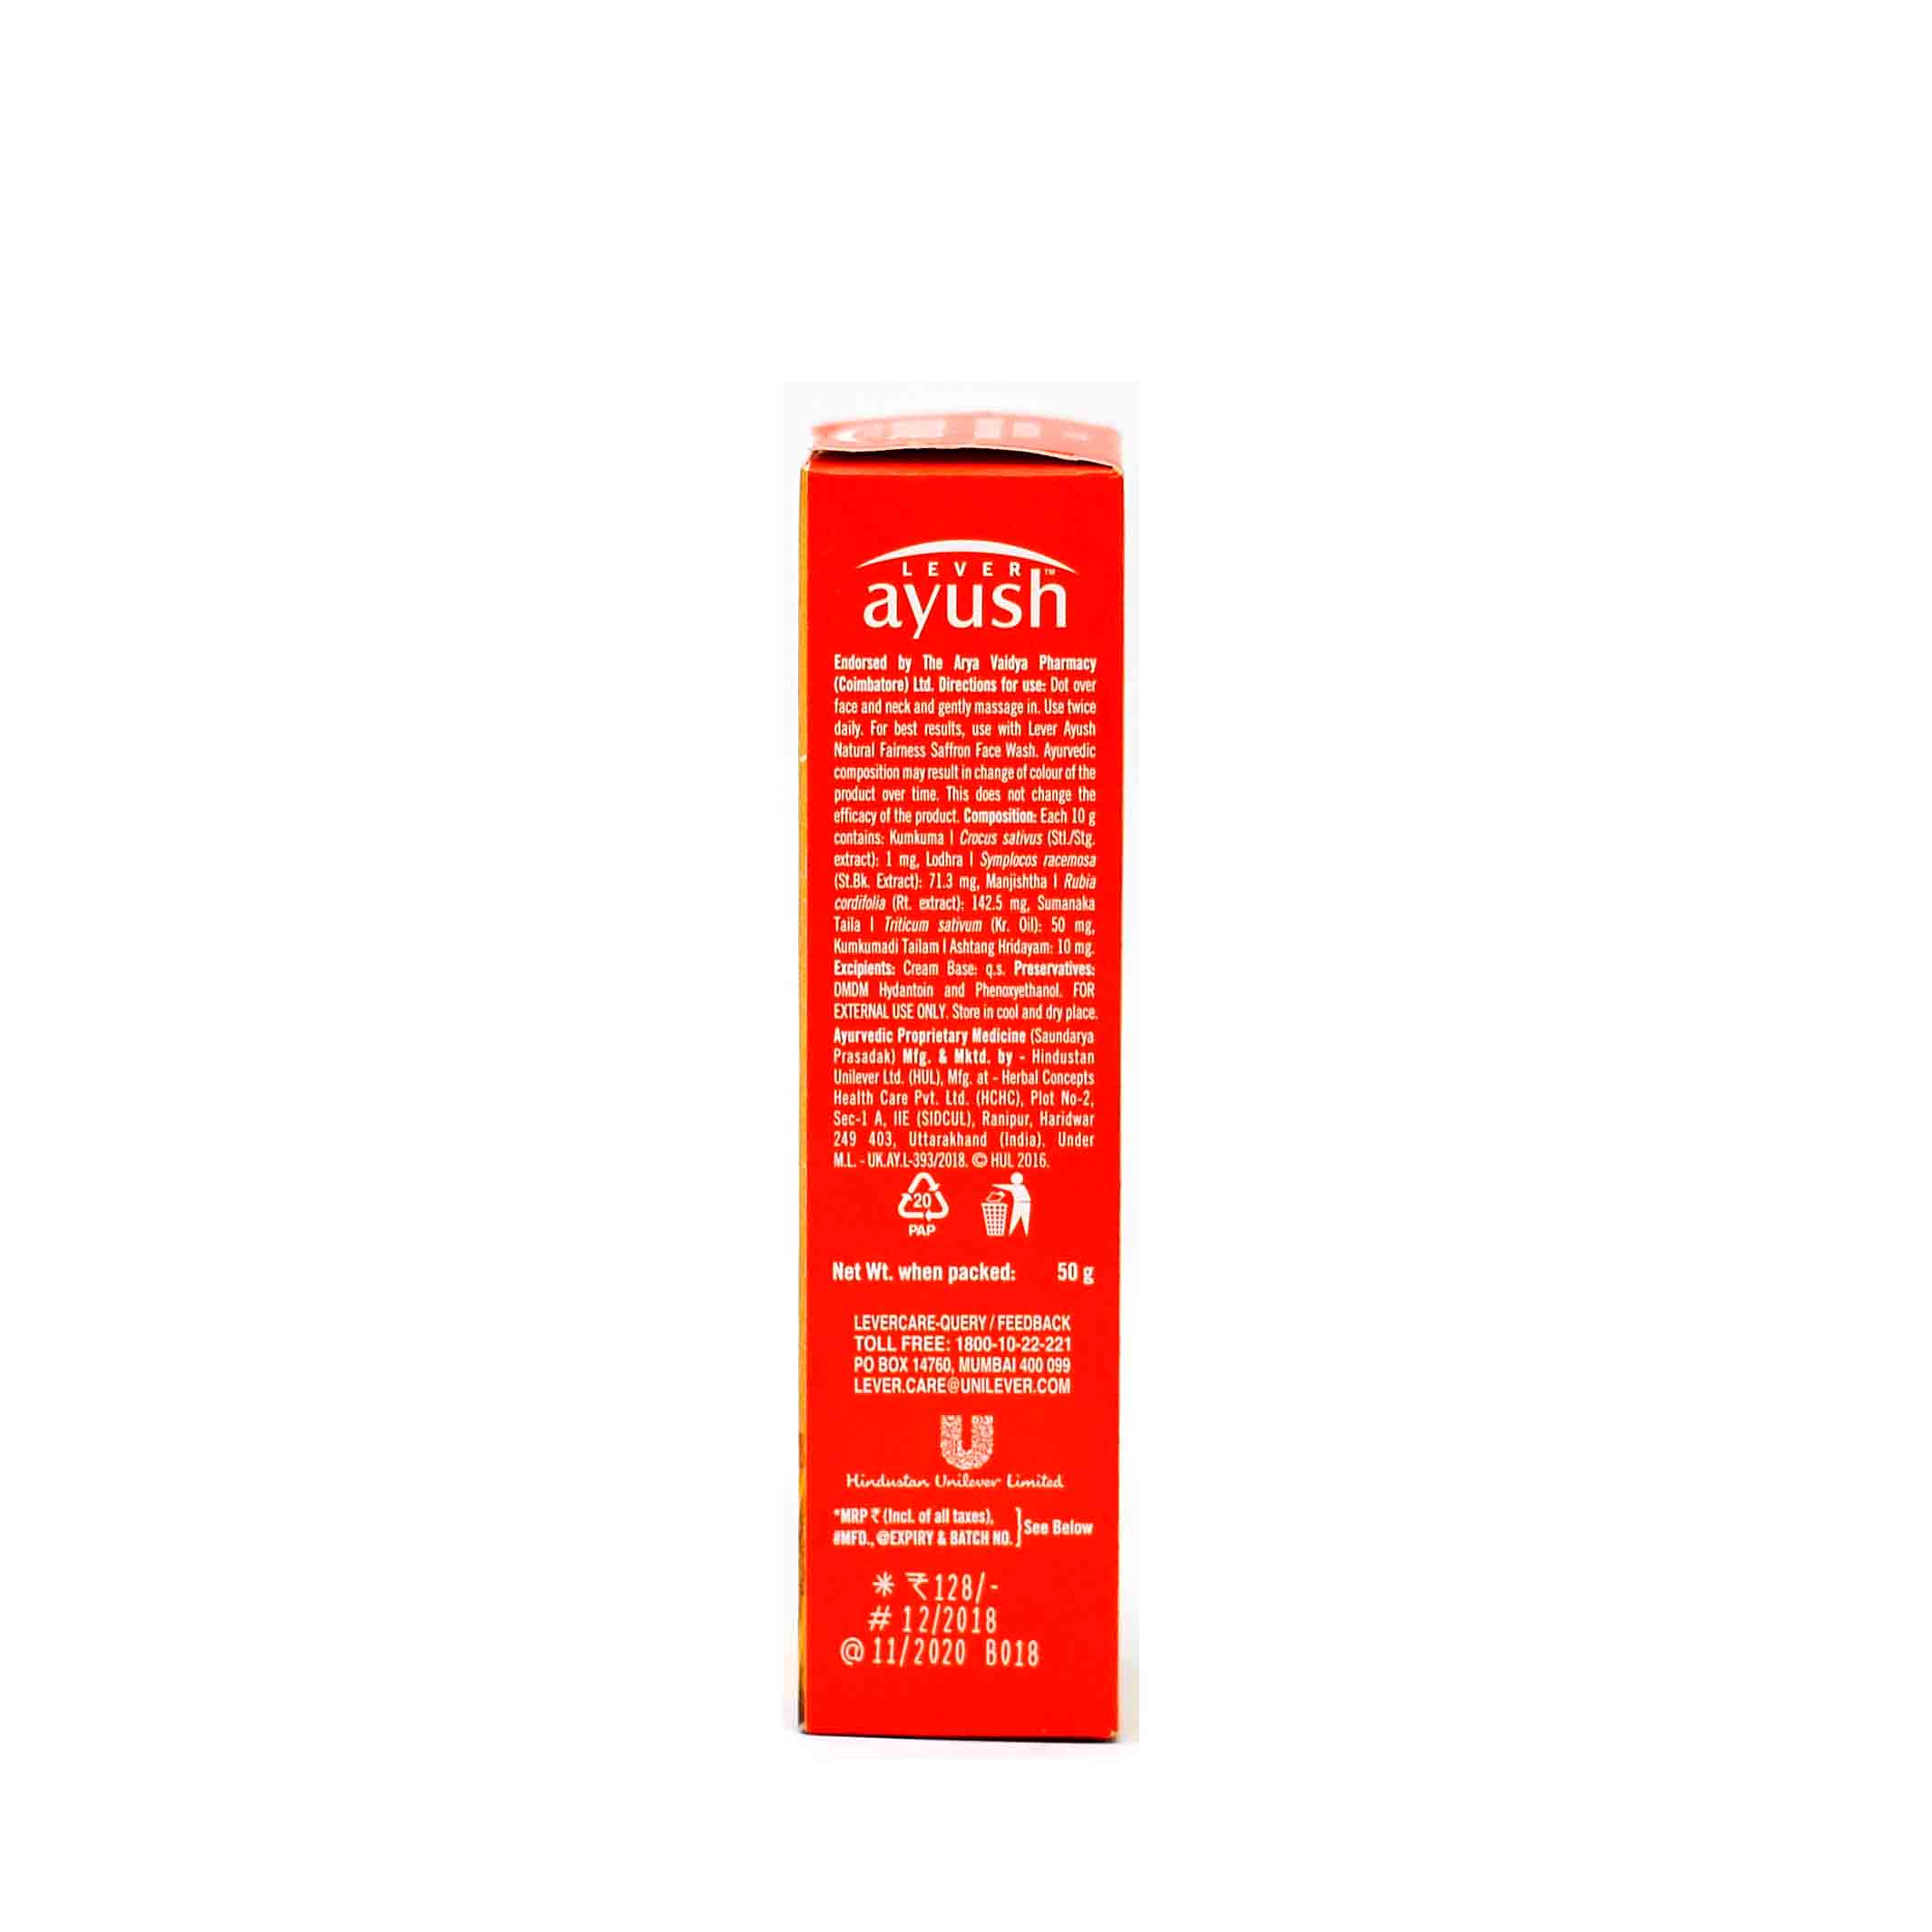 LEVER™
ayush
Endorsed by The Arya Vaidya Pharmacy
(Coimbatore) Ltd. Directions for use: Dot over
face and neck and gently massage in. Use twice
daily. For best results, use with Lever Ayush
Natural Fairness Saffron Face Wash. Ayurvedic
composition may result in change of colour of the
product over time. This does not change the
efficacy of the product. Composition: Each 10 g
contains: Kumkuma | Crocus sativus (Stl./Stg.
extract): 1 mg, Lodhra | Symplocos racemosa
(St.Bk. Extract): 71.3 mg, Manjishtha | Rubia
cordifolia (Rt. extract): 142.5 mg, Sumanaka
Taila | Triticum sativum (Kr. Oil): 50 mg,
Kumkumadi Tailam | Ashtang Hridayam: 10 mg.
Excipients: Cream Base: q.s. Preservatives:
DMDM Hydantoin and Phenoxyethanol. FOR
EXTERNAL USE ONLY. Store in cool and dry place.
Ayurvedic Proprietary Medicine (Saundarya
Prasadak) Mfg. & Mktd. by - Hindustan
Unilever Ltd. (HUL), Mfg. at - Herbal Concepts
Health Care Pvt. Ltd. (HCHC), Plot No-2,
Sec-1 A, IIE (SIDCUL), Ranipur, Haridwar
249 403, Uttarakhand (India). Under
M.L. - UK.AY.L-393/2018. © HUL 2016.
20
PAP
Net Wt. when packed: 50 g
LEVERCARE-QUERY / FEEDBACK
TOLL FREE: 1800-10-22-221
PO BOX 14760, MUMBAI 400 099
LEVER.CARE@UNILEVER.COM
Hindustan Unilever Limited
*MRP ₹ (Incl. of all taxes),
#MFD., @EXPIRY & BATCH NO. } See Below
* ₹128/-
# 12/2018
@ 11/2020 B018